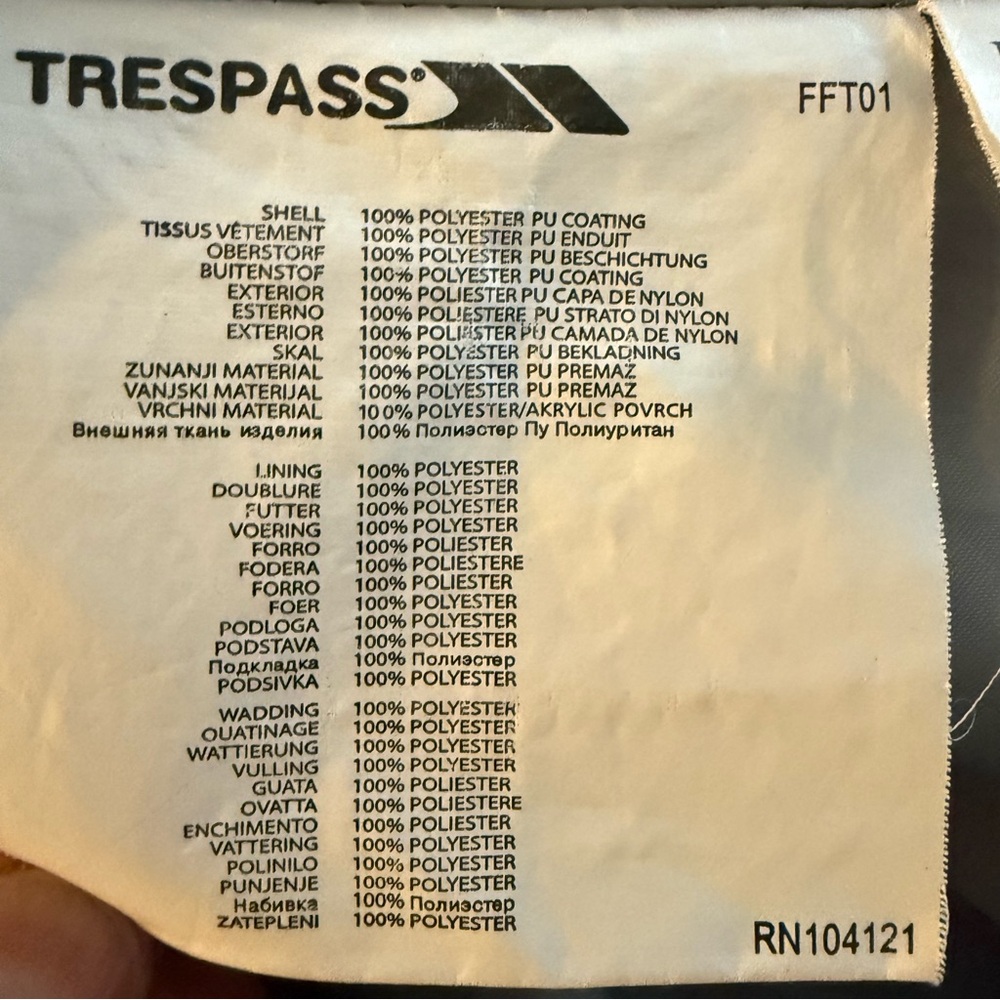 TRESPASS®
FFT01
SHELL 100% POLYESTER PU COATING
TISSUS VÊTEMENT 100% POLYESTER PU ENDUIT
OBERSTORF 100% POLYESTER PU BESCHICHTUNG
BUITENSTOF 100% POLYESTER PU COATING
EXTERIOR 100% POLIESTER PU CAPA DE NYLON
ESTERNO 100% POLIESTERE PU STRATO DI NYLON
EXTERIOR 100% POLIESTER PU CAMADA DE NYLON
SKAL 100% POLYESTER PU BEKLADNING
ZUNANJI MATERIAL 100% POLYESTER PU PREMAZ
VANJSKI MATERIJAL 100% POLYESTER PU PREMAZ
VRCHNI MATERIAL 100% POLYESTER/AKRYLIC POVRCH
Внешняя ткань изделия 100% Полиэстер Пу Полиуритан
LINING 100% POLYESTER
DOUBLURE 100% POLYESTER
FUTTER 100% POLYESTER
VOERING 100% POLYESTER
FORRO 100% POLIESTER
FODERA 100% POLIESTERE
FORRO 100% POLIESTER
FOER 100% POLYESTER
PODLOGA 100% POLYESTER
PODSTAVA 100% POLYESTER
Подкладка 100% Полиэстер
PODSIVKA 100% POLYESTER
WADDING 100% POLYESTER
OUATINAGE 100% POLYESTER
WATTIERUNG 100% POLYESTER
VULLING 100% POLYESTER
GUATA 100% POLIESTER
OVATTA 100% POLIESTERE
ENCHIMENTO 100% POLIESTER
VATTERING 100% POLYESTER
POLINILO 100% POLYESTER
PUNJENJE 100% POLYESTER
Набивка 100% Полиэстер
ZATEPLENI 100% POLYESTER
RN104121